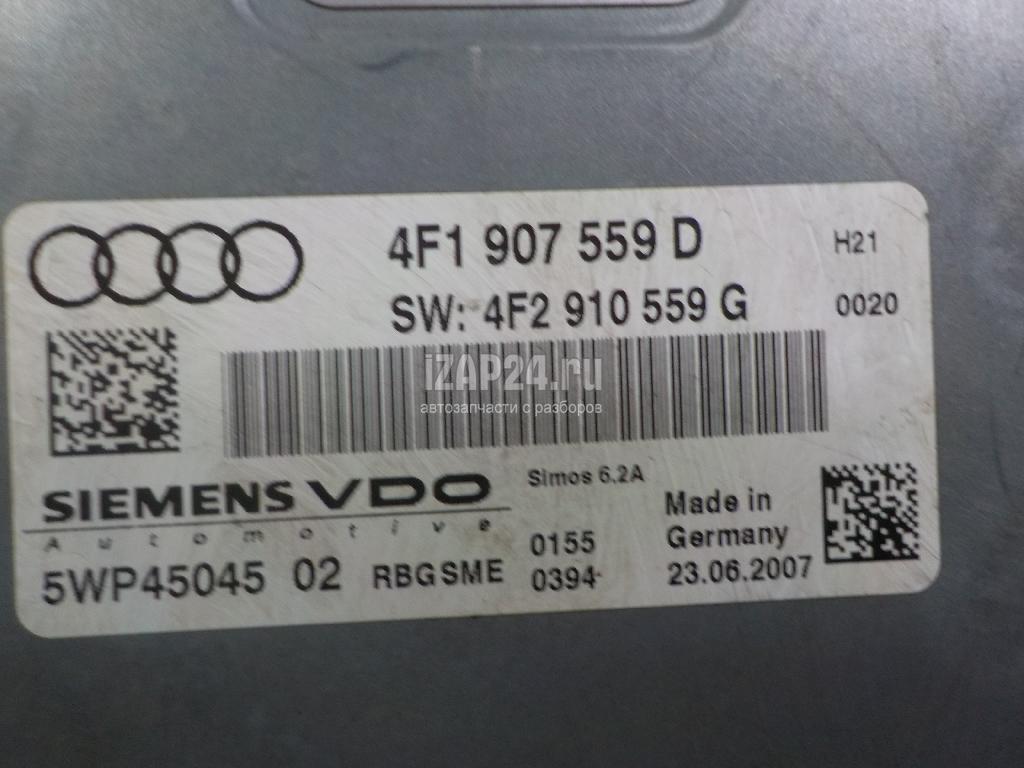 4F1 907 559 D
H21
SW: 4F2 910 559 G
0020
iZAP24.ru
автозапчасти с разборов
SIEMENS VDO
Automotive
Simos 6.2A
Made in
Germany
0155
5WP45045 02 RBGSME
0394
23.06.2007